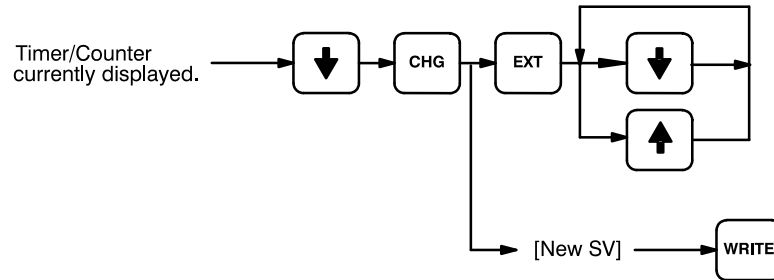 Timer/Counter
currently displayed.
CHG
EXT
[New SV]
WRITE